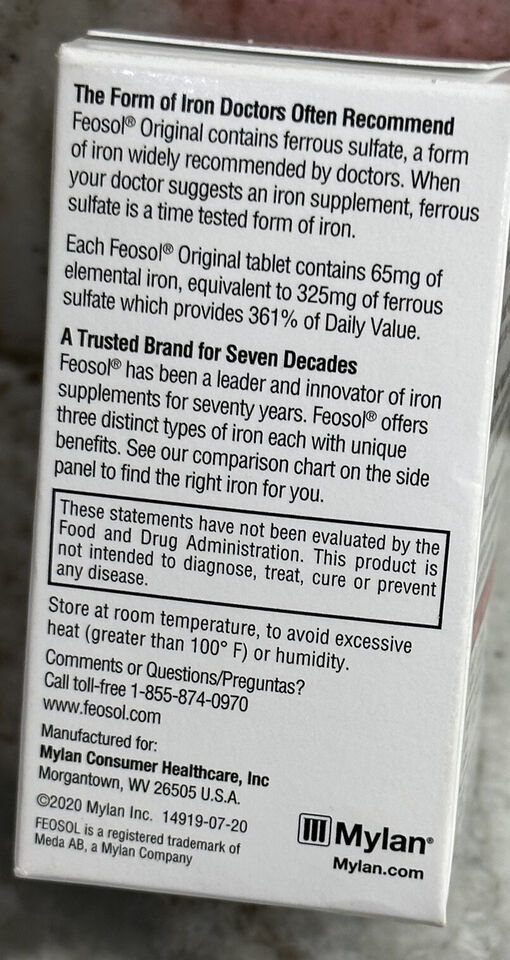 The Form of Iron Doctors Often Recommend
Feosol® Original contains ferrous sulfate, a form
of iron widely recommended by doctors. When
your doctor suggests an iron supplement, ferrous
sulfate is a time tested form of iron.
Each Feosol® Original tablet contains 65mg of
elemental iron, equivalent to 325mg of ferrous
sulfate which provides 361% of Daily Value.
A Trusted Brand for Seven Decades
Feosol® has been a leader and innovator of iron
supplements for seventy years. Feosol® offers
three distinct types of iron each with unique
benefits. See our comparison chart on the side
panel to find the right iron for you.
These statements have not been evaluated by the
Food and Drug Administration. This product is
not intended to diagnose, treat, cure or prevent
any disease.
Store at room temperature, to avoid excessive
heat (greater than 100° F) or humidity.
Comments or Questions/Preguntas?
Call toll-free 1-855-874-0970
www.feosol.com
Manufactured for:
Mylan Consumer Healthcare, Inc
Morgantown, WV 26505 U.S.A.
©2020 Mylan Inc. 14919-07-20
FEOSOL is a registered trademark of
Meda AB, a Mylan Company
Mylan®
Mylan.com